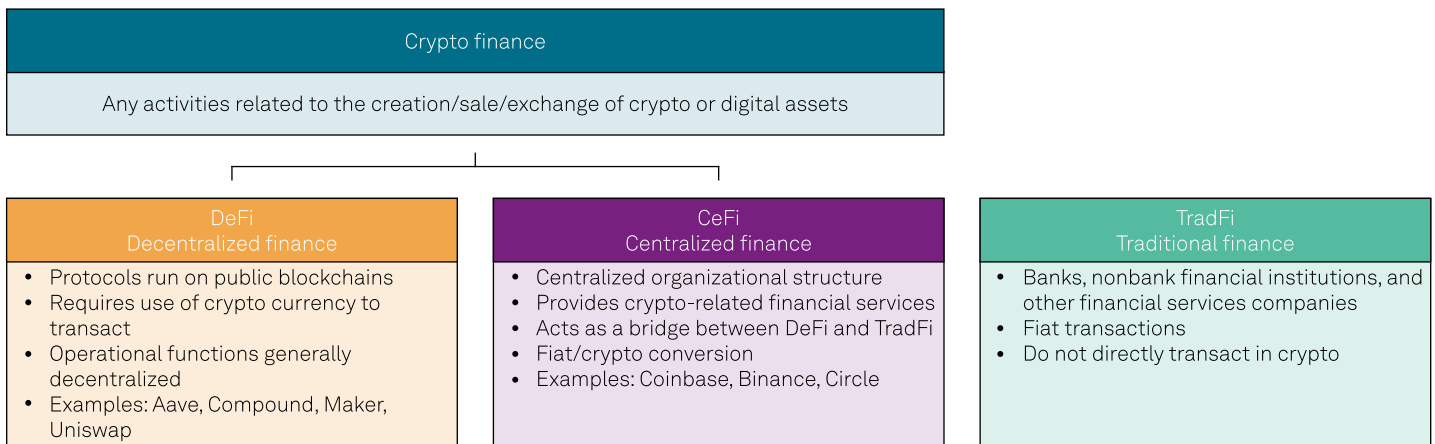 Crypto finance
Any activities related to the creation/sale/exchange of crypto or digital assets
DeFi
Decentralized finance
• Protocols run on public blockchains
• Requires use of crypto currency to
transact
• Operational functions generally
decentralized
• Examples: Aave, Compound, Maker,
Uniswap
CeFi
Centralized finance
• Centralized organizational structure
• Provides crypto-related financial services
• Acts as a bridge between DeFi and TradFi
• Fiat/crypto conversion
• Examples: Coinbase, Binance, Circle
TradFi
Traditional finance
• Banks, nonbank financial institutions, and
other financial services companies
• Fiat transactions
• Do not directly transact in crypto